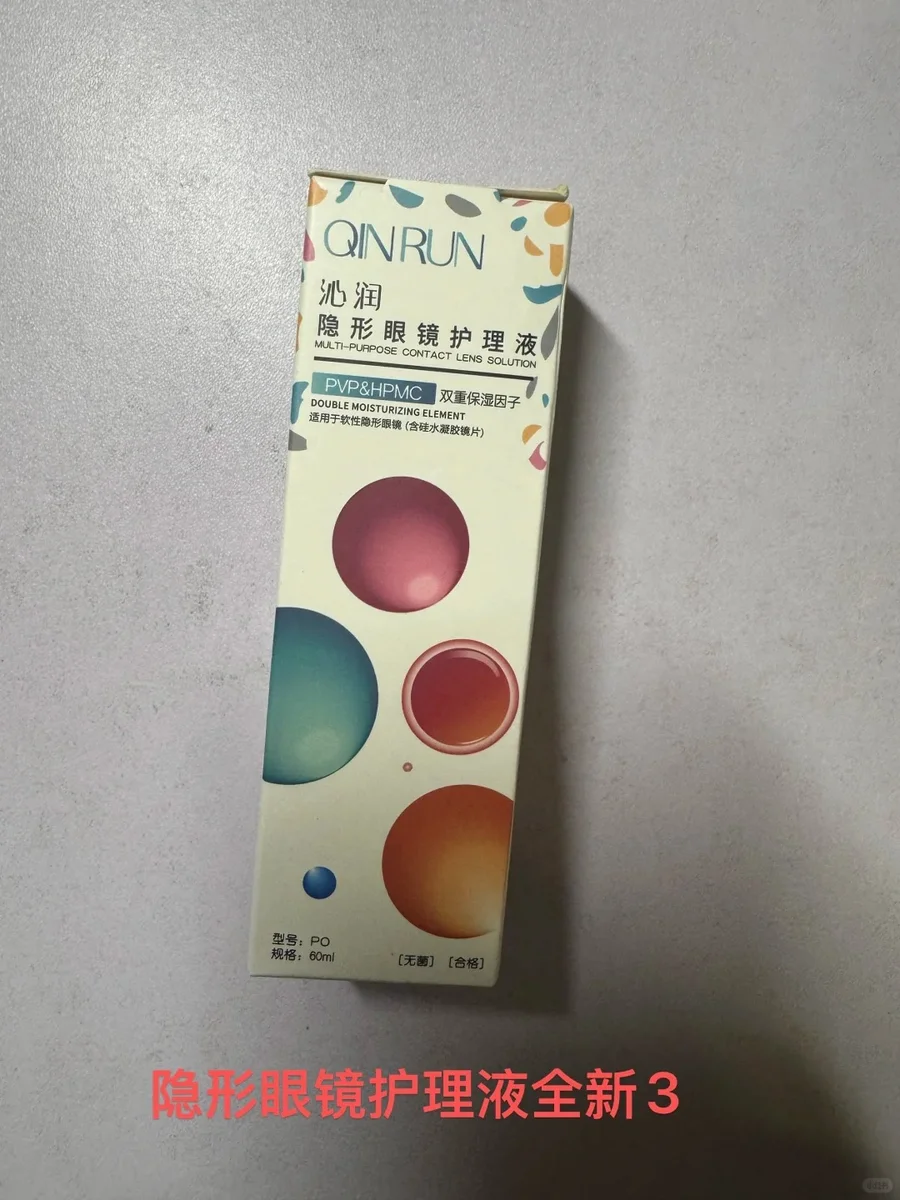 QINRUN
沁润
隐形眼镜护理液
MULTI-PURPOSE CONTACT LENS SOLUTION
PVP&HPMC 双重保湿因子
DOUBLE MOISTURIZING ELEMENT
适用于软性隐形眼镜（含硅水凝胶镜片）
型号：PO
规格：60ml [无菌] [合格]
隐形眼镜护理液全新3
小红书